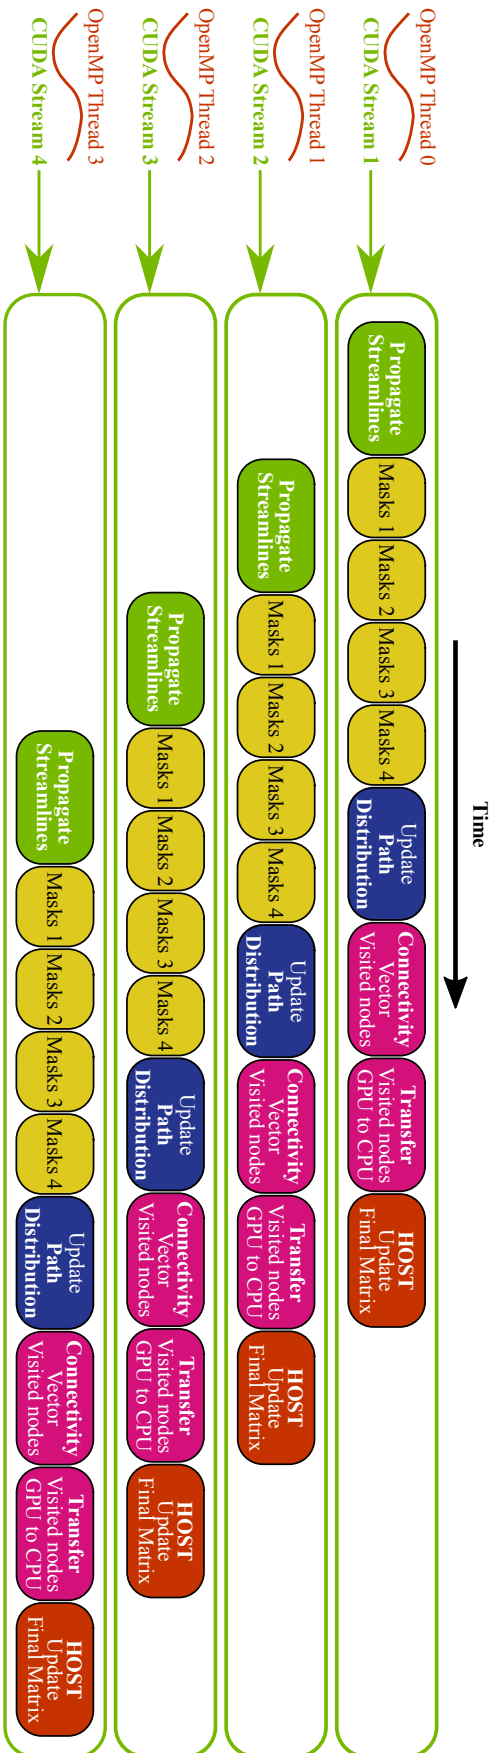 Time
OpenMP Thread 0
CUDA Stream 1
Propagate
Streamlines
Masks 1
Masks 2
Masks 3
Masks 4
Update
Path
Distribution
Connectivity
Vector
Visited nodes
Transfer
Visited nodes
GPU to CPU
HOST
Update
Final Matrix
OpenMP Thread 1
CUDA Stream 2
Propagate
Streamlines
Masks 1
Masks 2
Masks 3
Masks 4
Update
Path
Distribution
Connectivity
Vector
Visited nodes
Transfer
Visited nodes
GPU to CPU
HOST
Update
Final Matrix
OpenMP Thread 2
CUDA Stream 3
Propagate
Streamlines
Masks 1
Masks 2
Masks 3
Masks 4
Update
Path
Distribution
Connectivity
Vector
Visited nodes
Transfer
Visited nodes
GPU to CPU
HOST
Update
Final Matrix
OpenMP Thread 3
CUDA Stream 4
Propagate
Streamlines
Masks 1
Masks 2
Masks 3
Masks 4
Update
Path
Distribution
Connectivity
Vector
Visited nodes
Transfer
Visited nodes
GPU to CPU
HOST
Update
Final Matrix